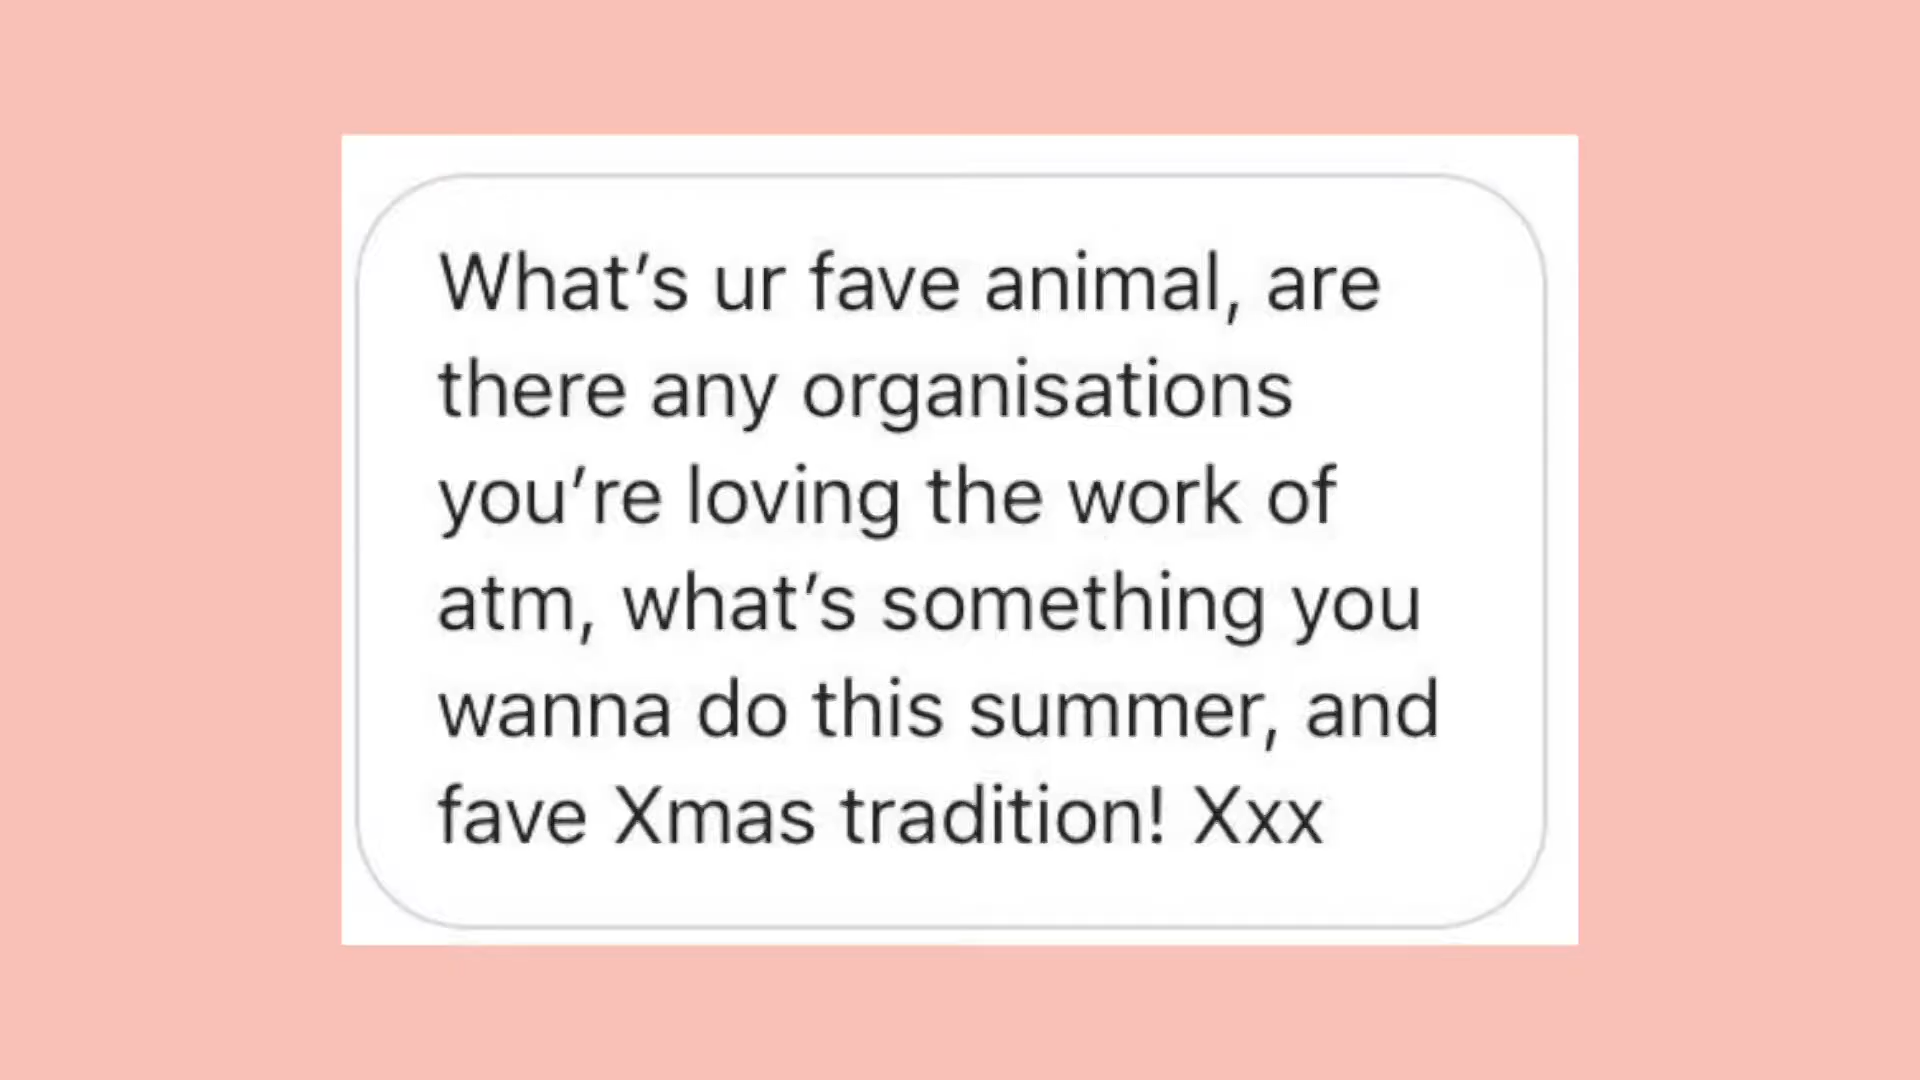 What’s ur fave animal, are
there any organisations
you’re loving the work of
atm, what’s something you
wanna do this summer, and
fave Xmas tradition! Xxx